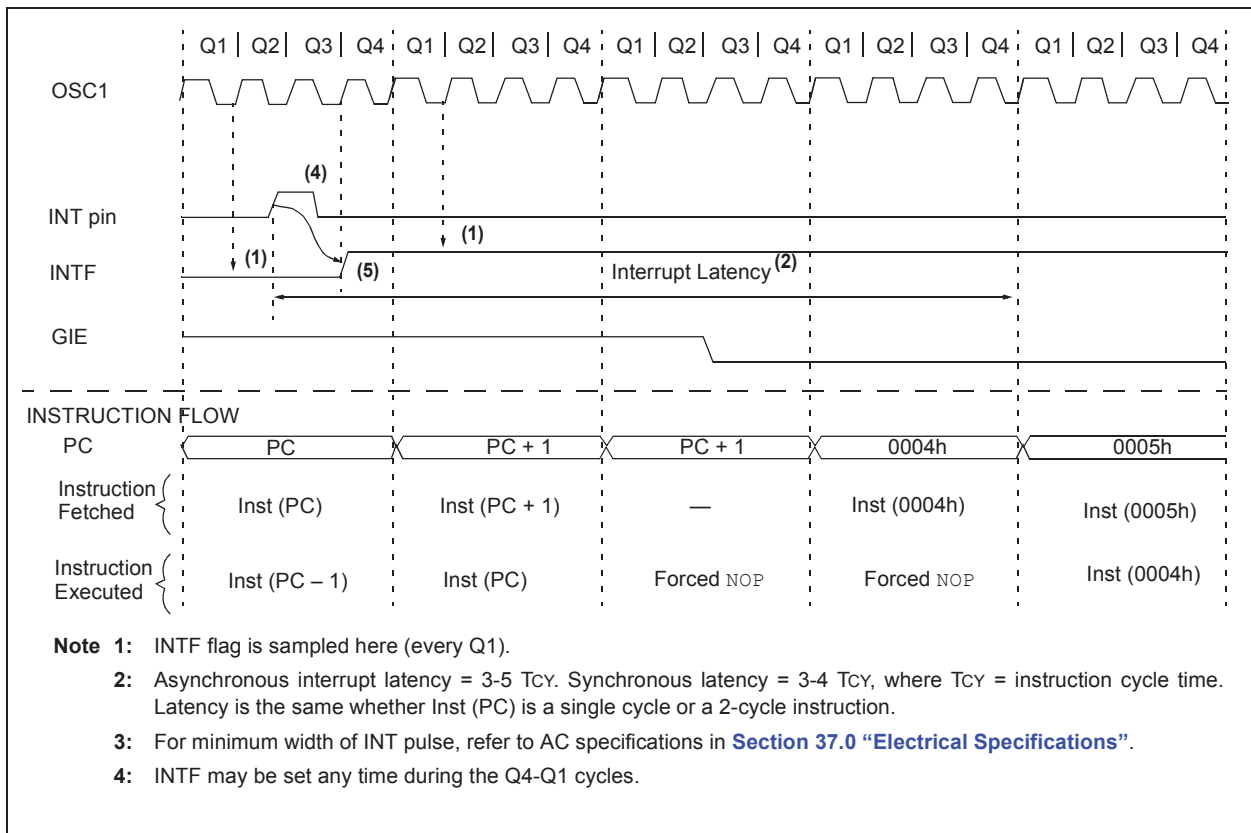 Q1 Q2 Q3 Q4 Q1 Q2 Q3 Q4 Q1 Q2 Q3 Q4 Q1 Q2 Q3 Q4 Q1 Q2 Q3 Q4
OSC1
(4)
INT pin
(1)
(1)
INTF
(5)
Interrupt Latency (2)
GIE
INSTRUCTION FLOW
PC
PC
PC + 1
PC + 1
0004h
0005h
Instruction
Fetched
Inst (PC)
Inst (PC + 1)
—
Inst (0004h)
Inst (0005h)
Instruction
Executed
Inst (PC – 1)
Inst (PC)
Forced NOP
Forced NOP
Inst (0004h)
Note 1: INTF flag is sampled here (every Q1).
2: Asynchronous interrupt latency = 3-5 TCY. Synchronous latency = 3-4 TCY, where TCY = instruction cycle time.
Latency is the same whether Inst (PC) is a single cycle or a 2-cycle instruction.
3: For minimum width of INT pulse, refer to AC specifications in Section 37.0 “Electrical Specifications”.
4: INTF may be set any time during the Q4-Q1 cycles.